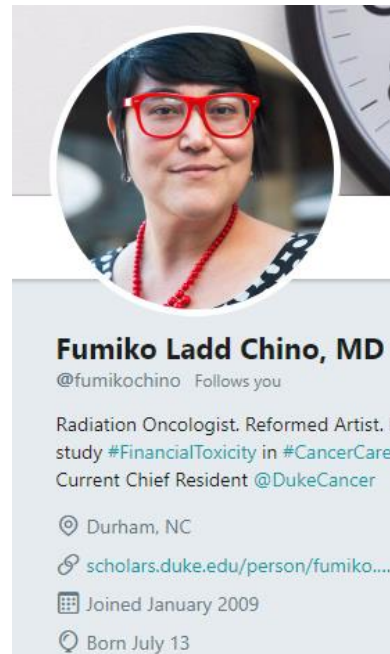 Fumiko Ladd Chino, MD
@fumikochino Follows you
Radiation Oncologist. Reformed Artist.
study #FinancialToxicity in #CancerCare
Current Chief Resident @DukeCancer
Durham, NC
scholars.duke.edu/person/fumiko....
Joined January 2009
Born July 13